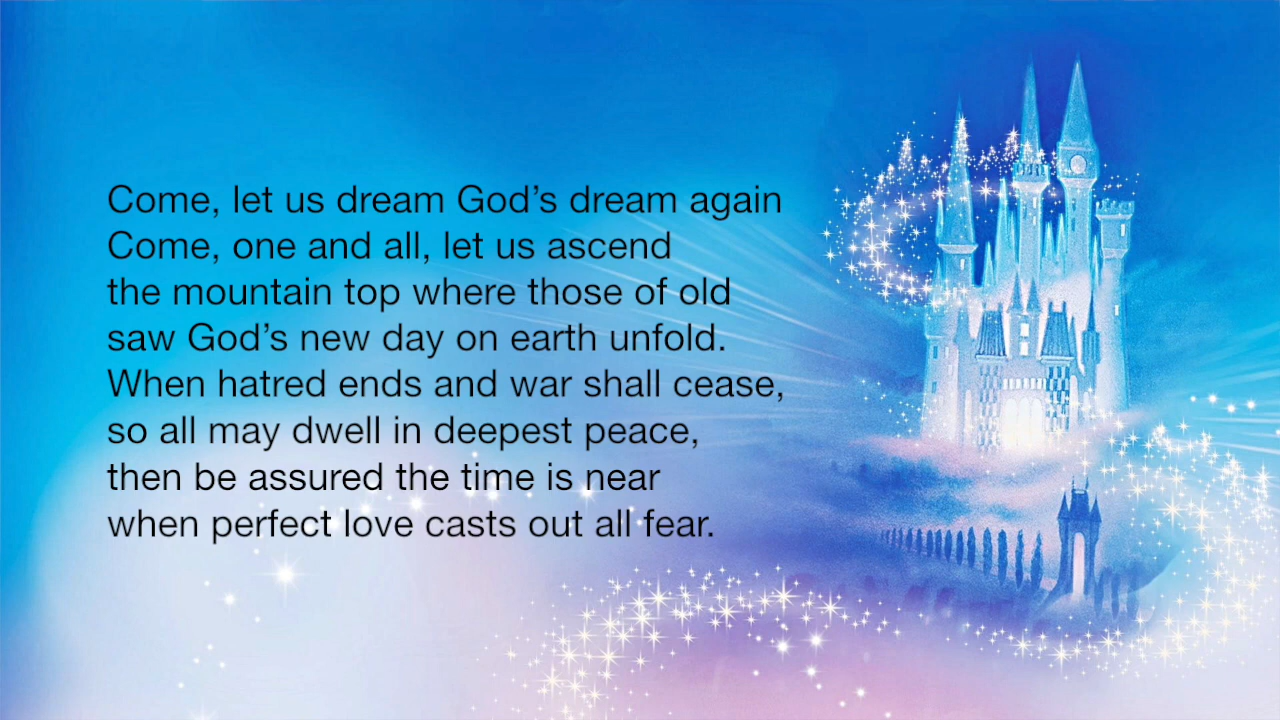 Come, let us dream God’s dream again
Come, one and all, let us ascend
the mountain top where those of old
saw God’s new day on earth unfold.
When hatred ends and war shall cease,
so all may dwell in deepest peace,
then be assured the time is near
when perfect love casts out all fear.